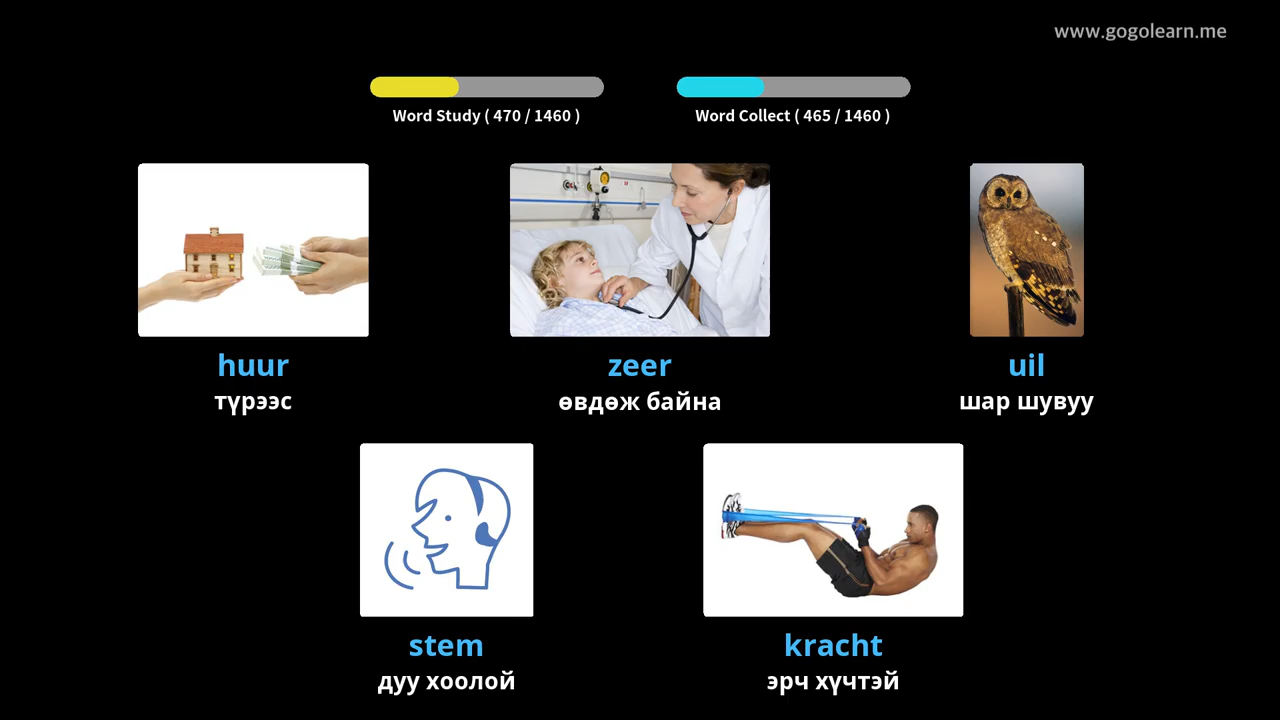 www.gogolearn.me
Word Study ( 470 / 1460 )
Word Collect ( 465 / 1460 )
huur
түрээс
zeer
өвдөж байна
uil
шар шувуу
stem
дуу хоолой
kracht
эрч хүчтэй